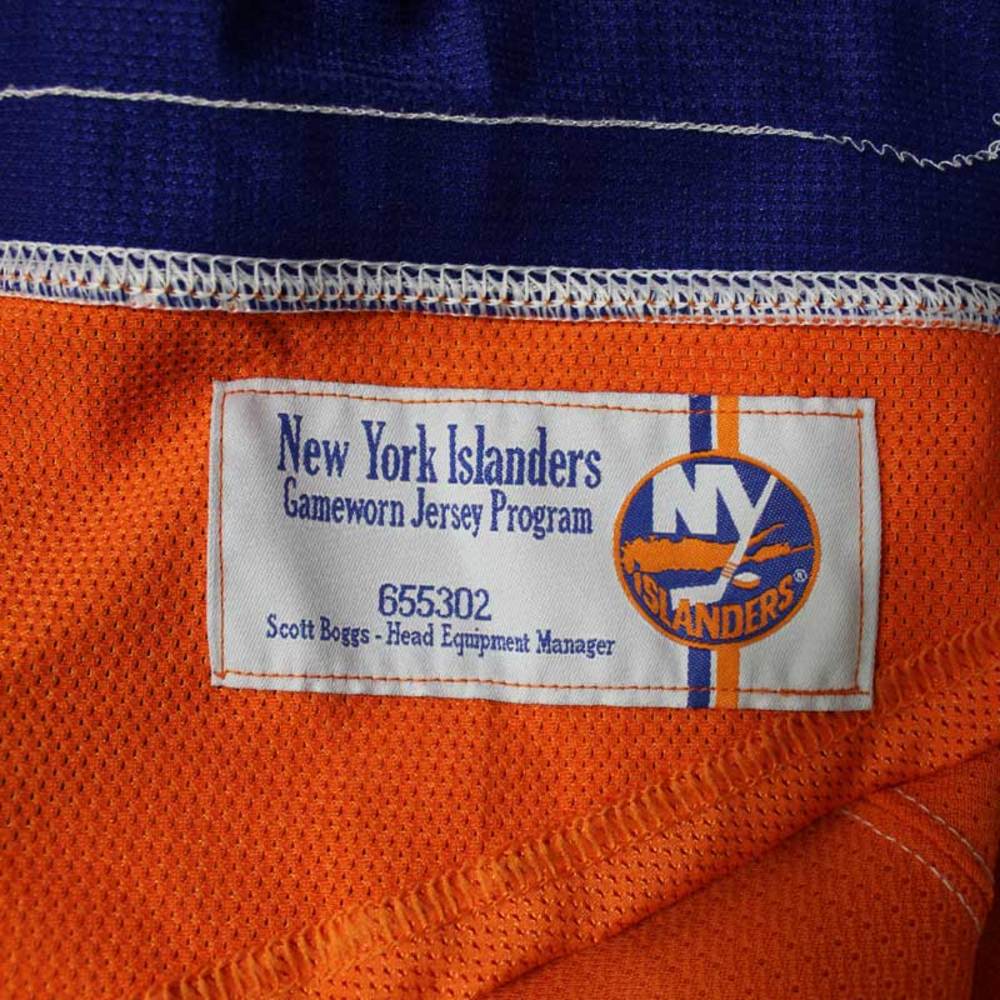 New York Islanders
Gameworn Jersey Program
655302
Scott Boggs - Head Equipment Manager
NY
ISLANDERS®